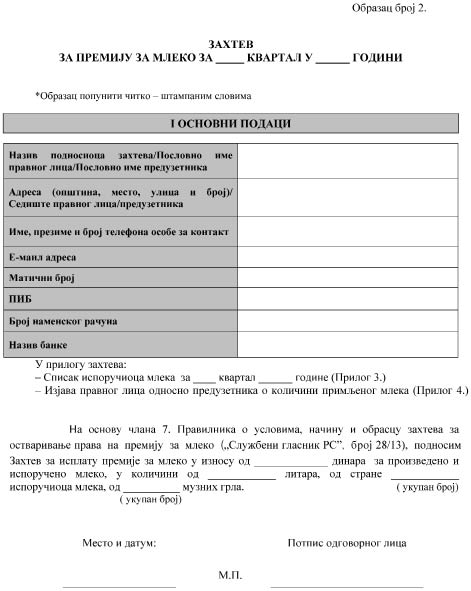 Образац број 2.
ЗАХТЕВ
ЗА ПРЕМИЈУ ЗА МЛЕКО ЗА _____ КВАРТАЛ У ______ ГОДИНИ
*Образац попунити читко – штампаним словима
I ОСНОВНИ ПОДАЦИ
Назив подносиоца захтева/Пословно име
правног лица/Пословно име предузетника
Адреса (општина, место, улица и број)/
Седиште правног лица/предузетника
Име, презиме и број телефона особе за контакт
Е-маил адреса
Матични број
ПИБ
Број наменског рачуна
Назив банке
У прилогу захтева:
– Списак испоручиоца млека за ____ квартал ______ године (Прилог 3.)
– Изјава правног лица односно предузетника о количини примљеног млека (Прилог 4.)
На основу члана 7. Правилника о условима, начину и обрасцу захтева за
остваривање права на премију за млеко („Службени гласник РС”, број 28/13), подносим
Захтев за исплату премије за млеко у износу од _____________ динара за произведено и
испоручено млеко, у количини од ____________ литара, од стране ____________
испоручиоца млека, од __________ музних грла. ( укупан број)
( укупан број)
Место и датум: Потпис одговорног лица
М.П.